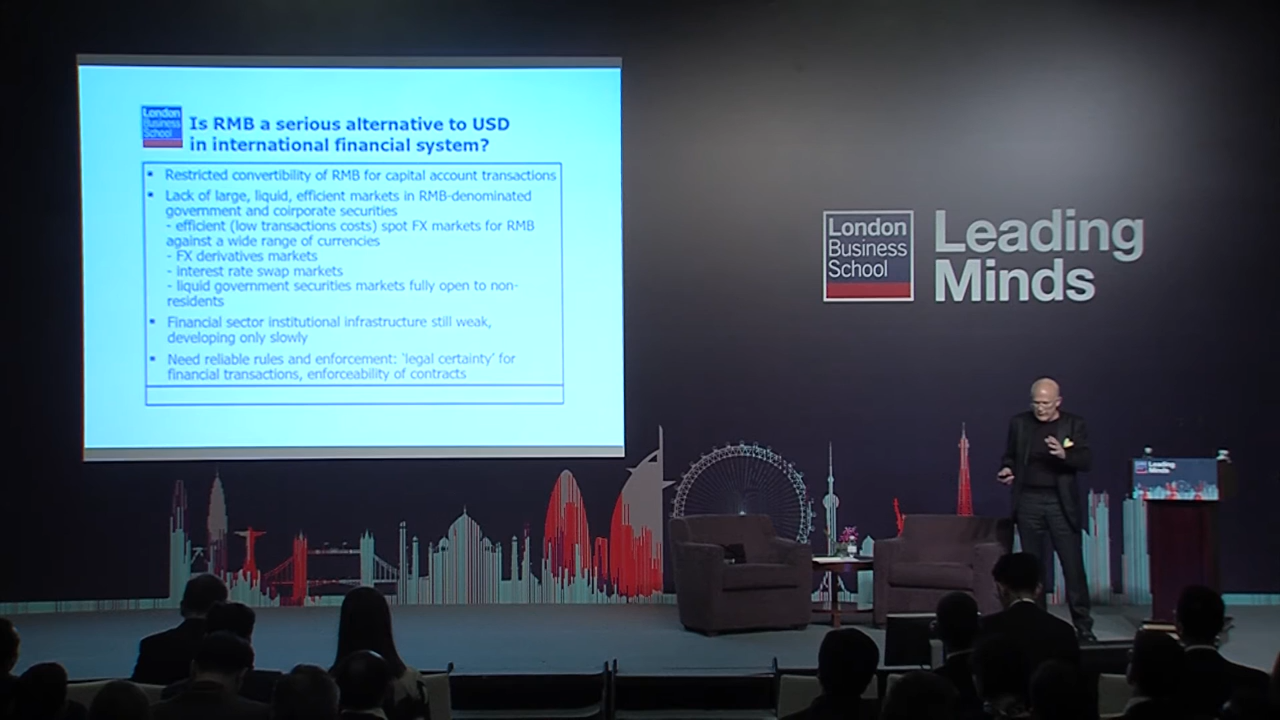 London
Business
School
Is RMB a serious alternative to USD
in international financial system?
▪ Restricted convertibility of RMB for capital account transactions
▪ Lack of large, liquid, efficient markets in RMB-denominated
government and coirporate securities
- efficient (low transactions costs) spot FX markets for RMB
against a wide range of currencies
- FX derivatives markets
- interest rate swap markets
- liquid government securities markets fully open to non-
residents
▪ Financial sector institutional infrastructure still weak,
developing only slowly
▪ Need reliable rules and enforcement: ‘legal certainty’ for
financial transactions, enforceability of contracts
London
Business
School
Leading
Minds
Leading
Minds